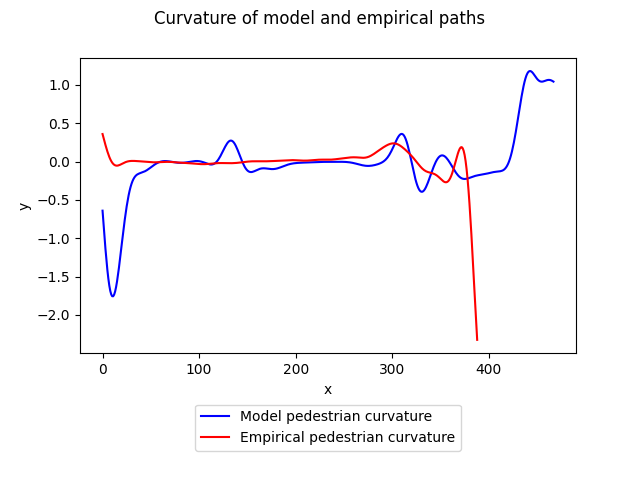 Curvature of model and empirical paths
1.0
0.5
0.0
−0.5
−1.0
−1.5
−2.0
y
0 100 200 300 400
x
Model pedestrian curvature
Empirical pedestrian curvature